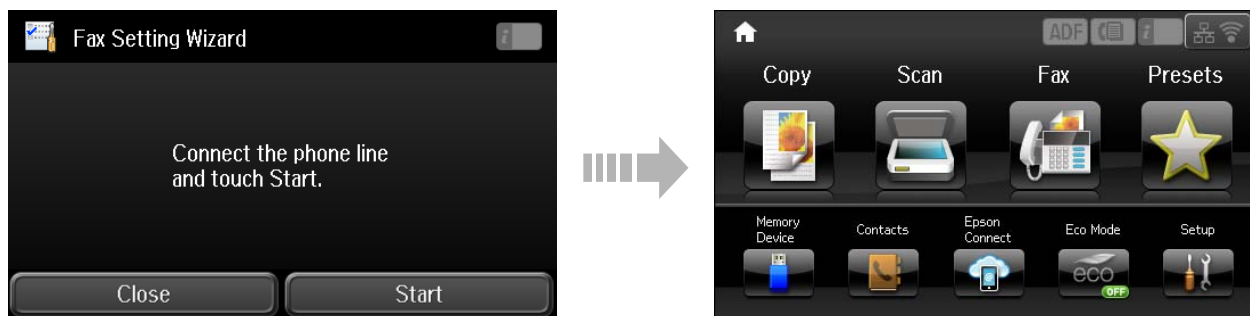 Fax Setting Wizard
i
Connect the phone line
and touch Start.
Close
Start
ADF
i
Copy
Scan
Fax
Presets
Memory
Device
Contacts
Epson
Connect
Eco Mode
Setup
eco
OFF